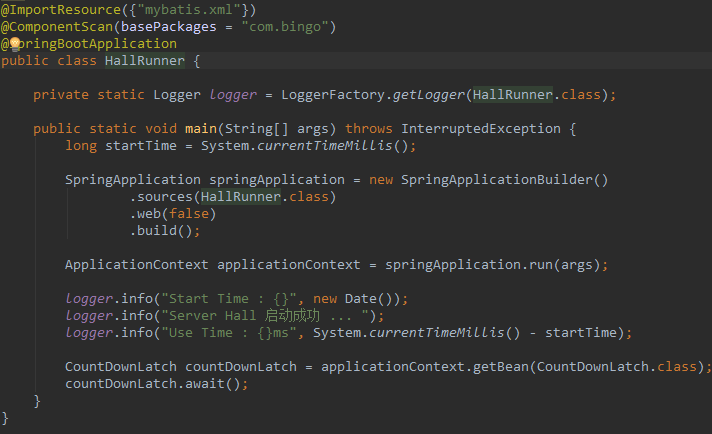 @ImportResource({"mybatis.xml"})
@ComponentScan(basePackages = "com.bingo")
@SpringBootApplication
public class HallRunner {
private static Logger logger = LoggerFactory.getLogger(HallRunner.class);
public static void main(String[] args) throws InterruptedException {
long startTime = System.currentTimeMillis();
SpringApplication springApplication = new SpringApplicationBuilder()
.sources(HallRunner.class)
.web(false)
.build();
ApplicationContext applicationContext = springApplication.run(args);
logger.info("Start Time : {}", new Date());
logger.info("Server Hall 启动成功 ... ");
logger.info("Use Time : {}ms", System.currentTimeMillis() - startTime);
CountDownLatch countDownLatch = applicationContext.getBean(CountDownLatch.class);
countDownLatch.await();
}
}